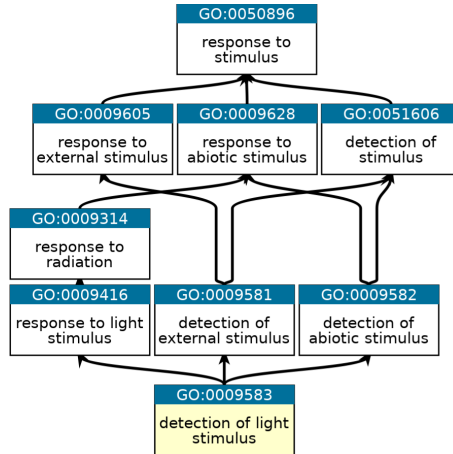 GO:0050896
response to
stimulus
GO:0009605
response to
external stimulus
GO:0009628
response to
abiotic stimulus
GO:0051606
detection of
stimulus
GO:0009314
response to
radiation
GO:0009416
response to light
stimulus
GO:0009581
detection of
external stimulus
GO:0009582
detection of
abiotic stimulus
GO:0009583
detection of light
stimulus